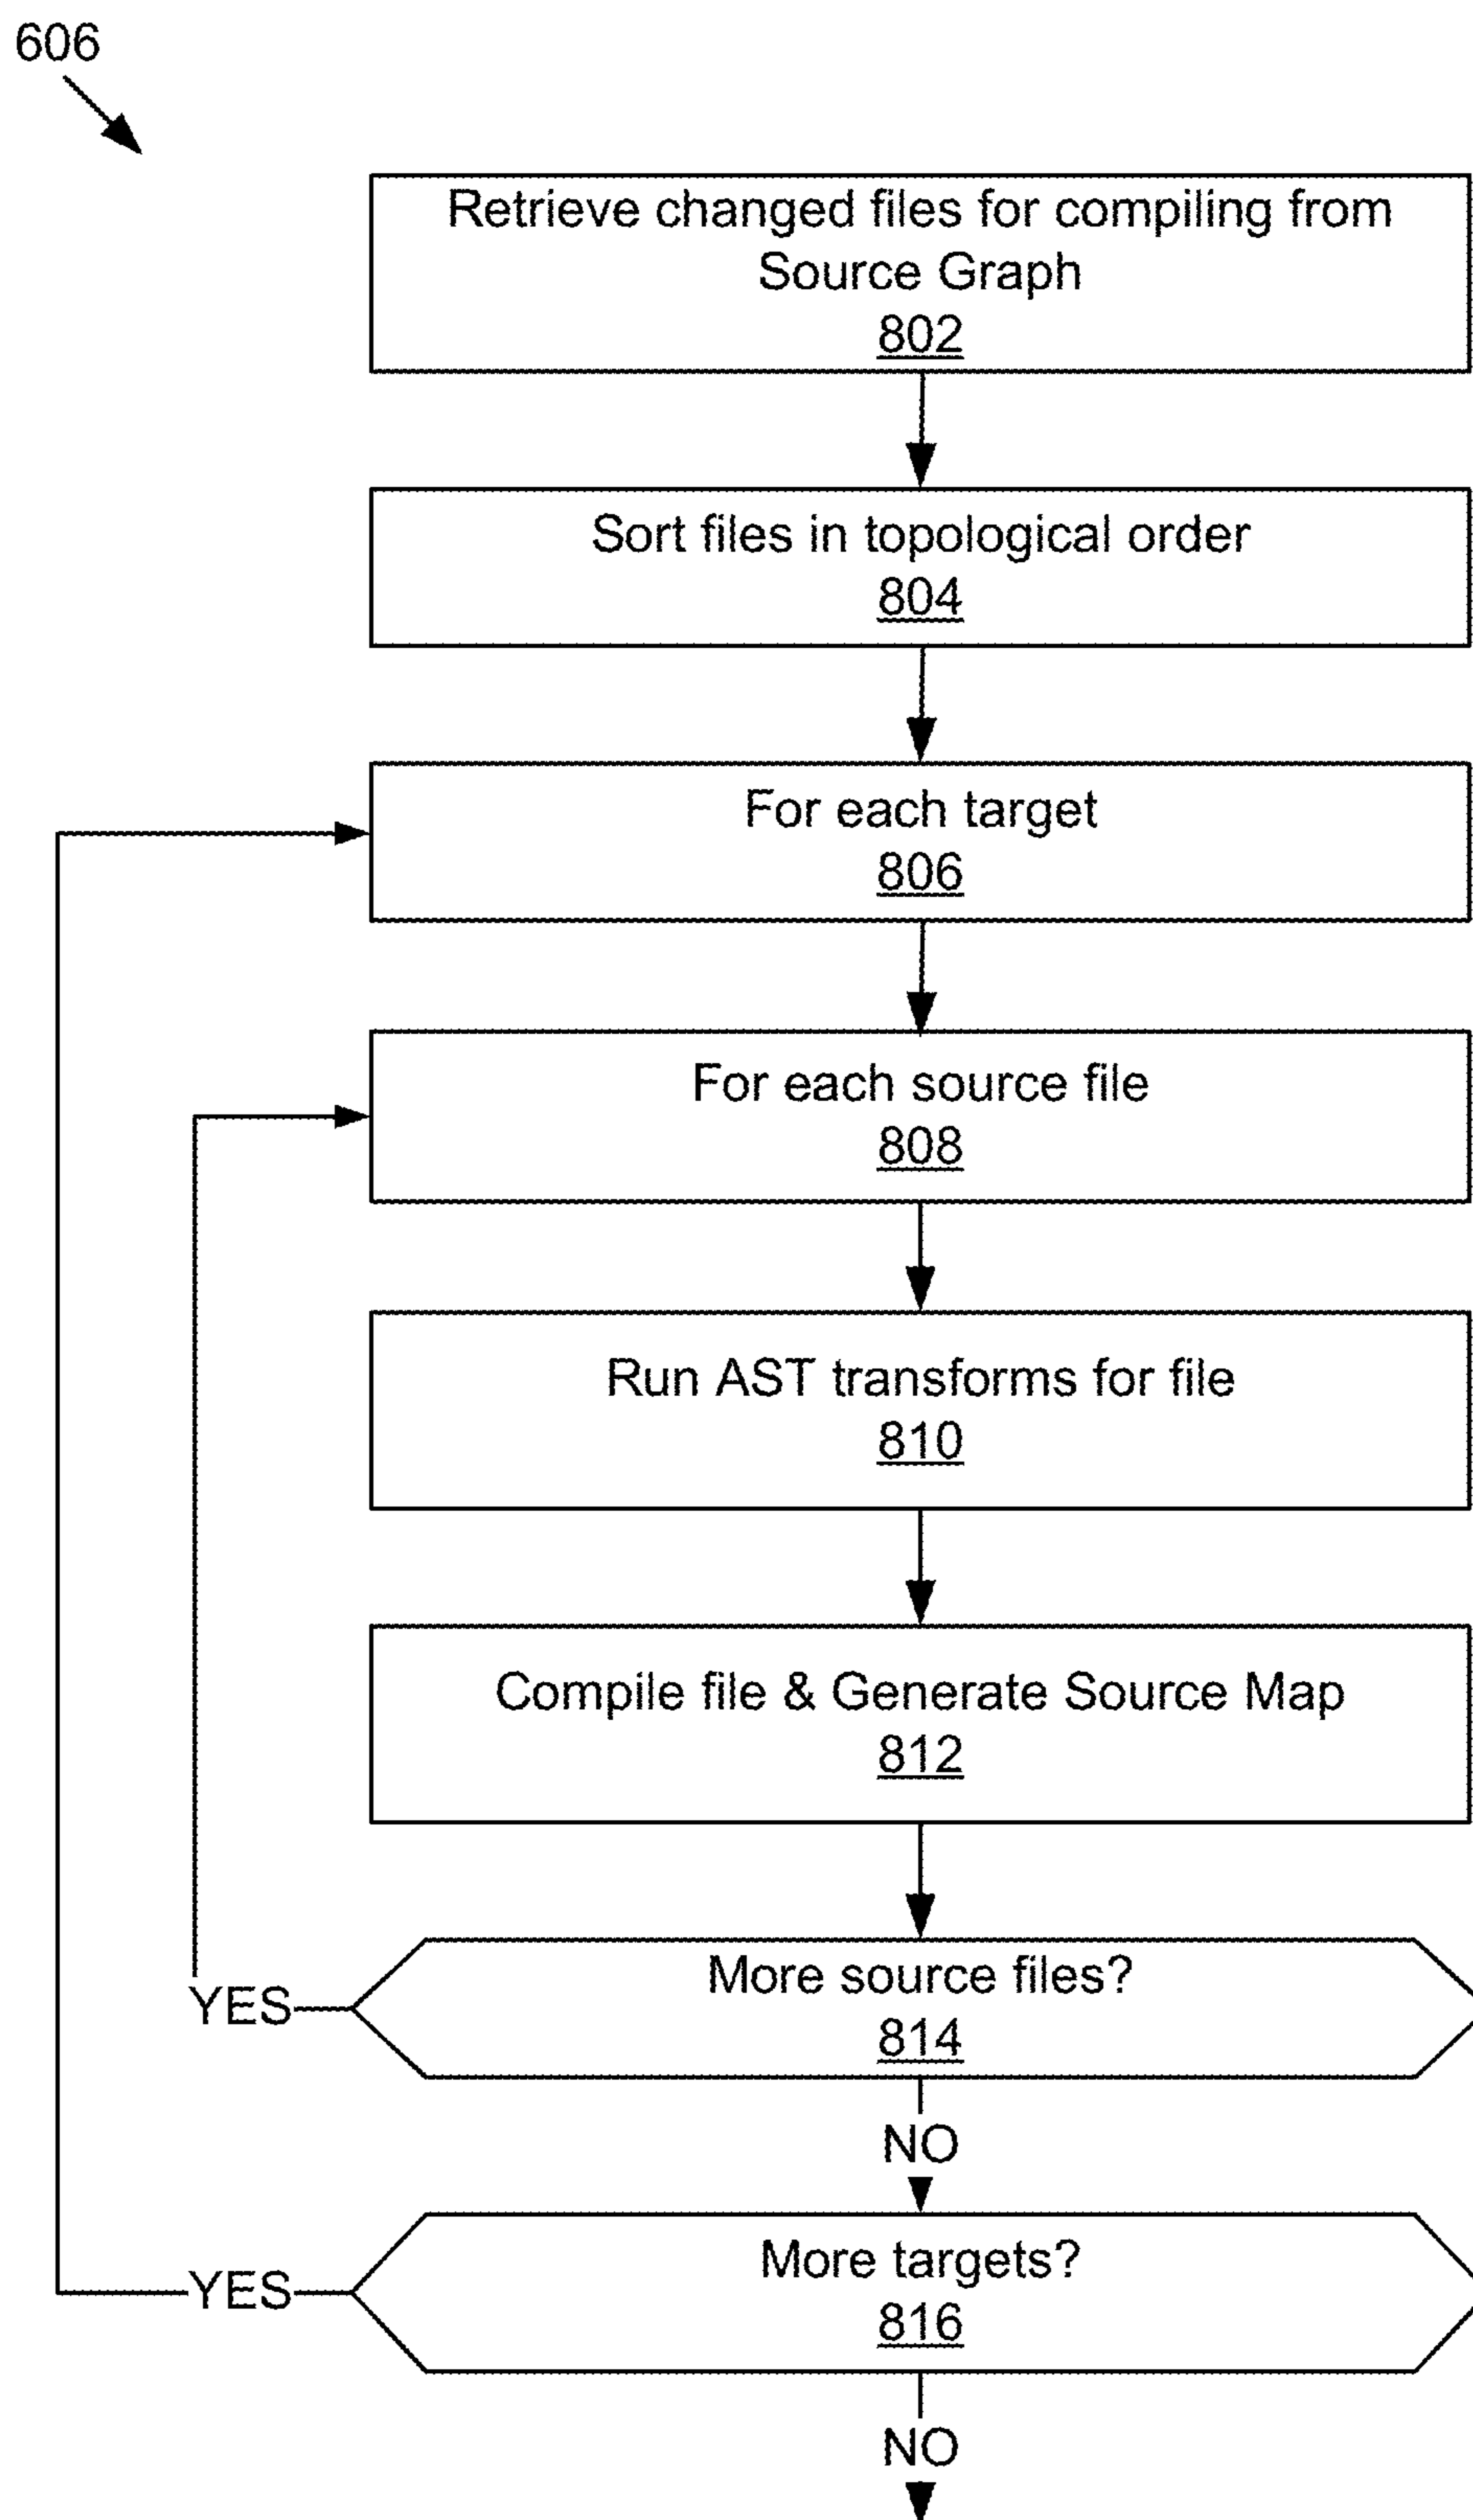 606
Retrieve changed files for compiling from
Source Graph
802
Sort files in topological order
804
For each target
806
For each source file
808
Run AST transforms for file
810
Compile file & Generate Source Map
812
More source files?
814
YES
NO
More targets?
816
YES
NO